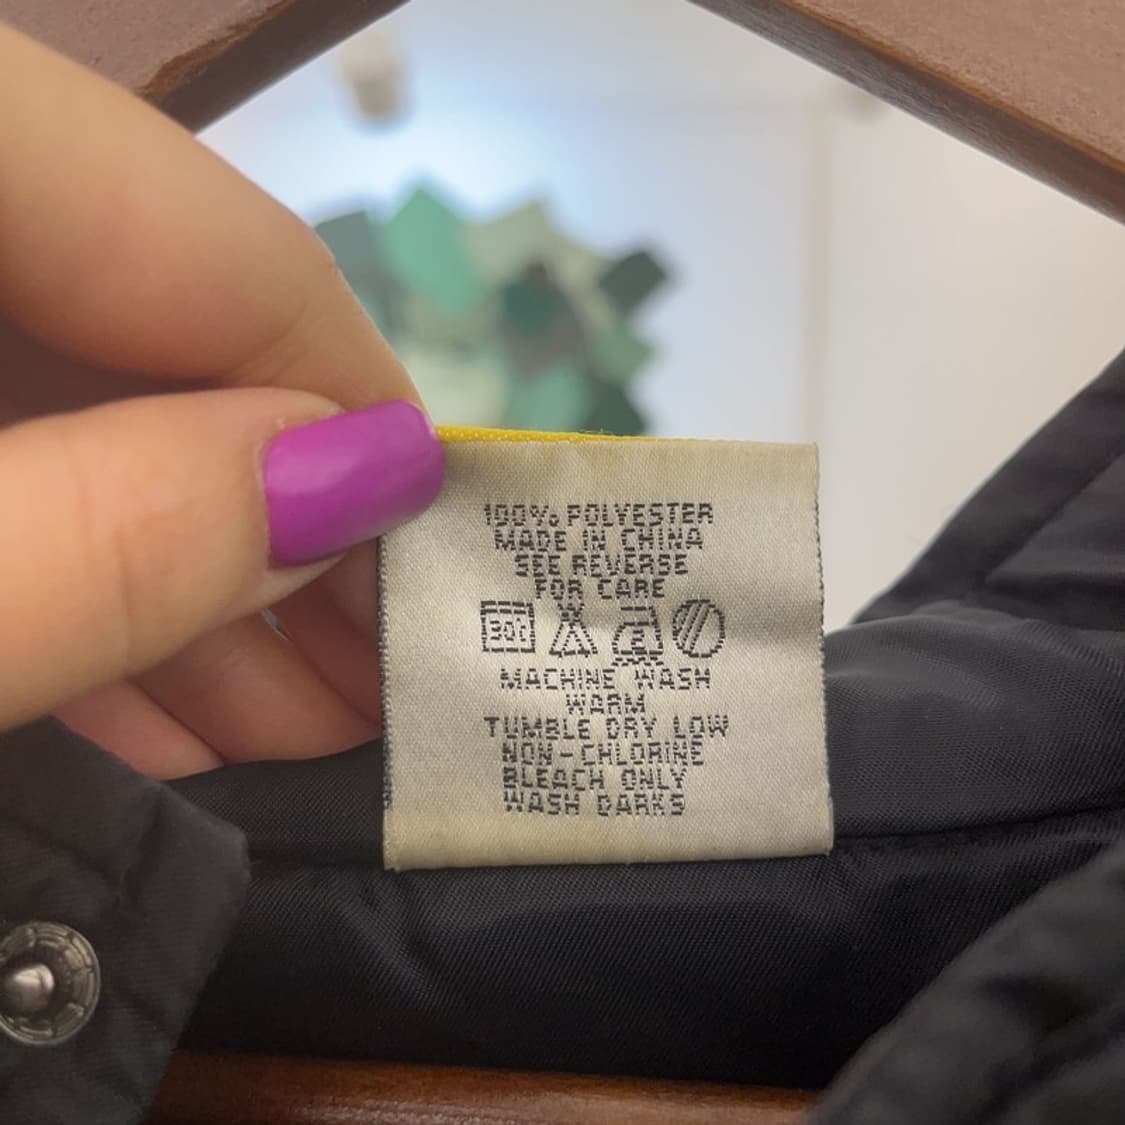 100% POLYESTER
MADE IN CHINA
SEE REVERSE
FOR CARE
30C
MACHINE WASH
WARM
TUMBLE DRY LOW
NON-CHLORINE
BLEACH ONLY
WASH DARKS